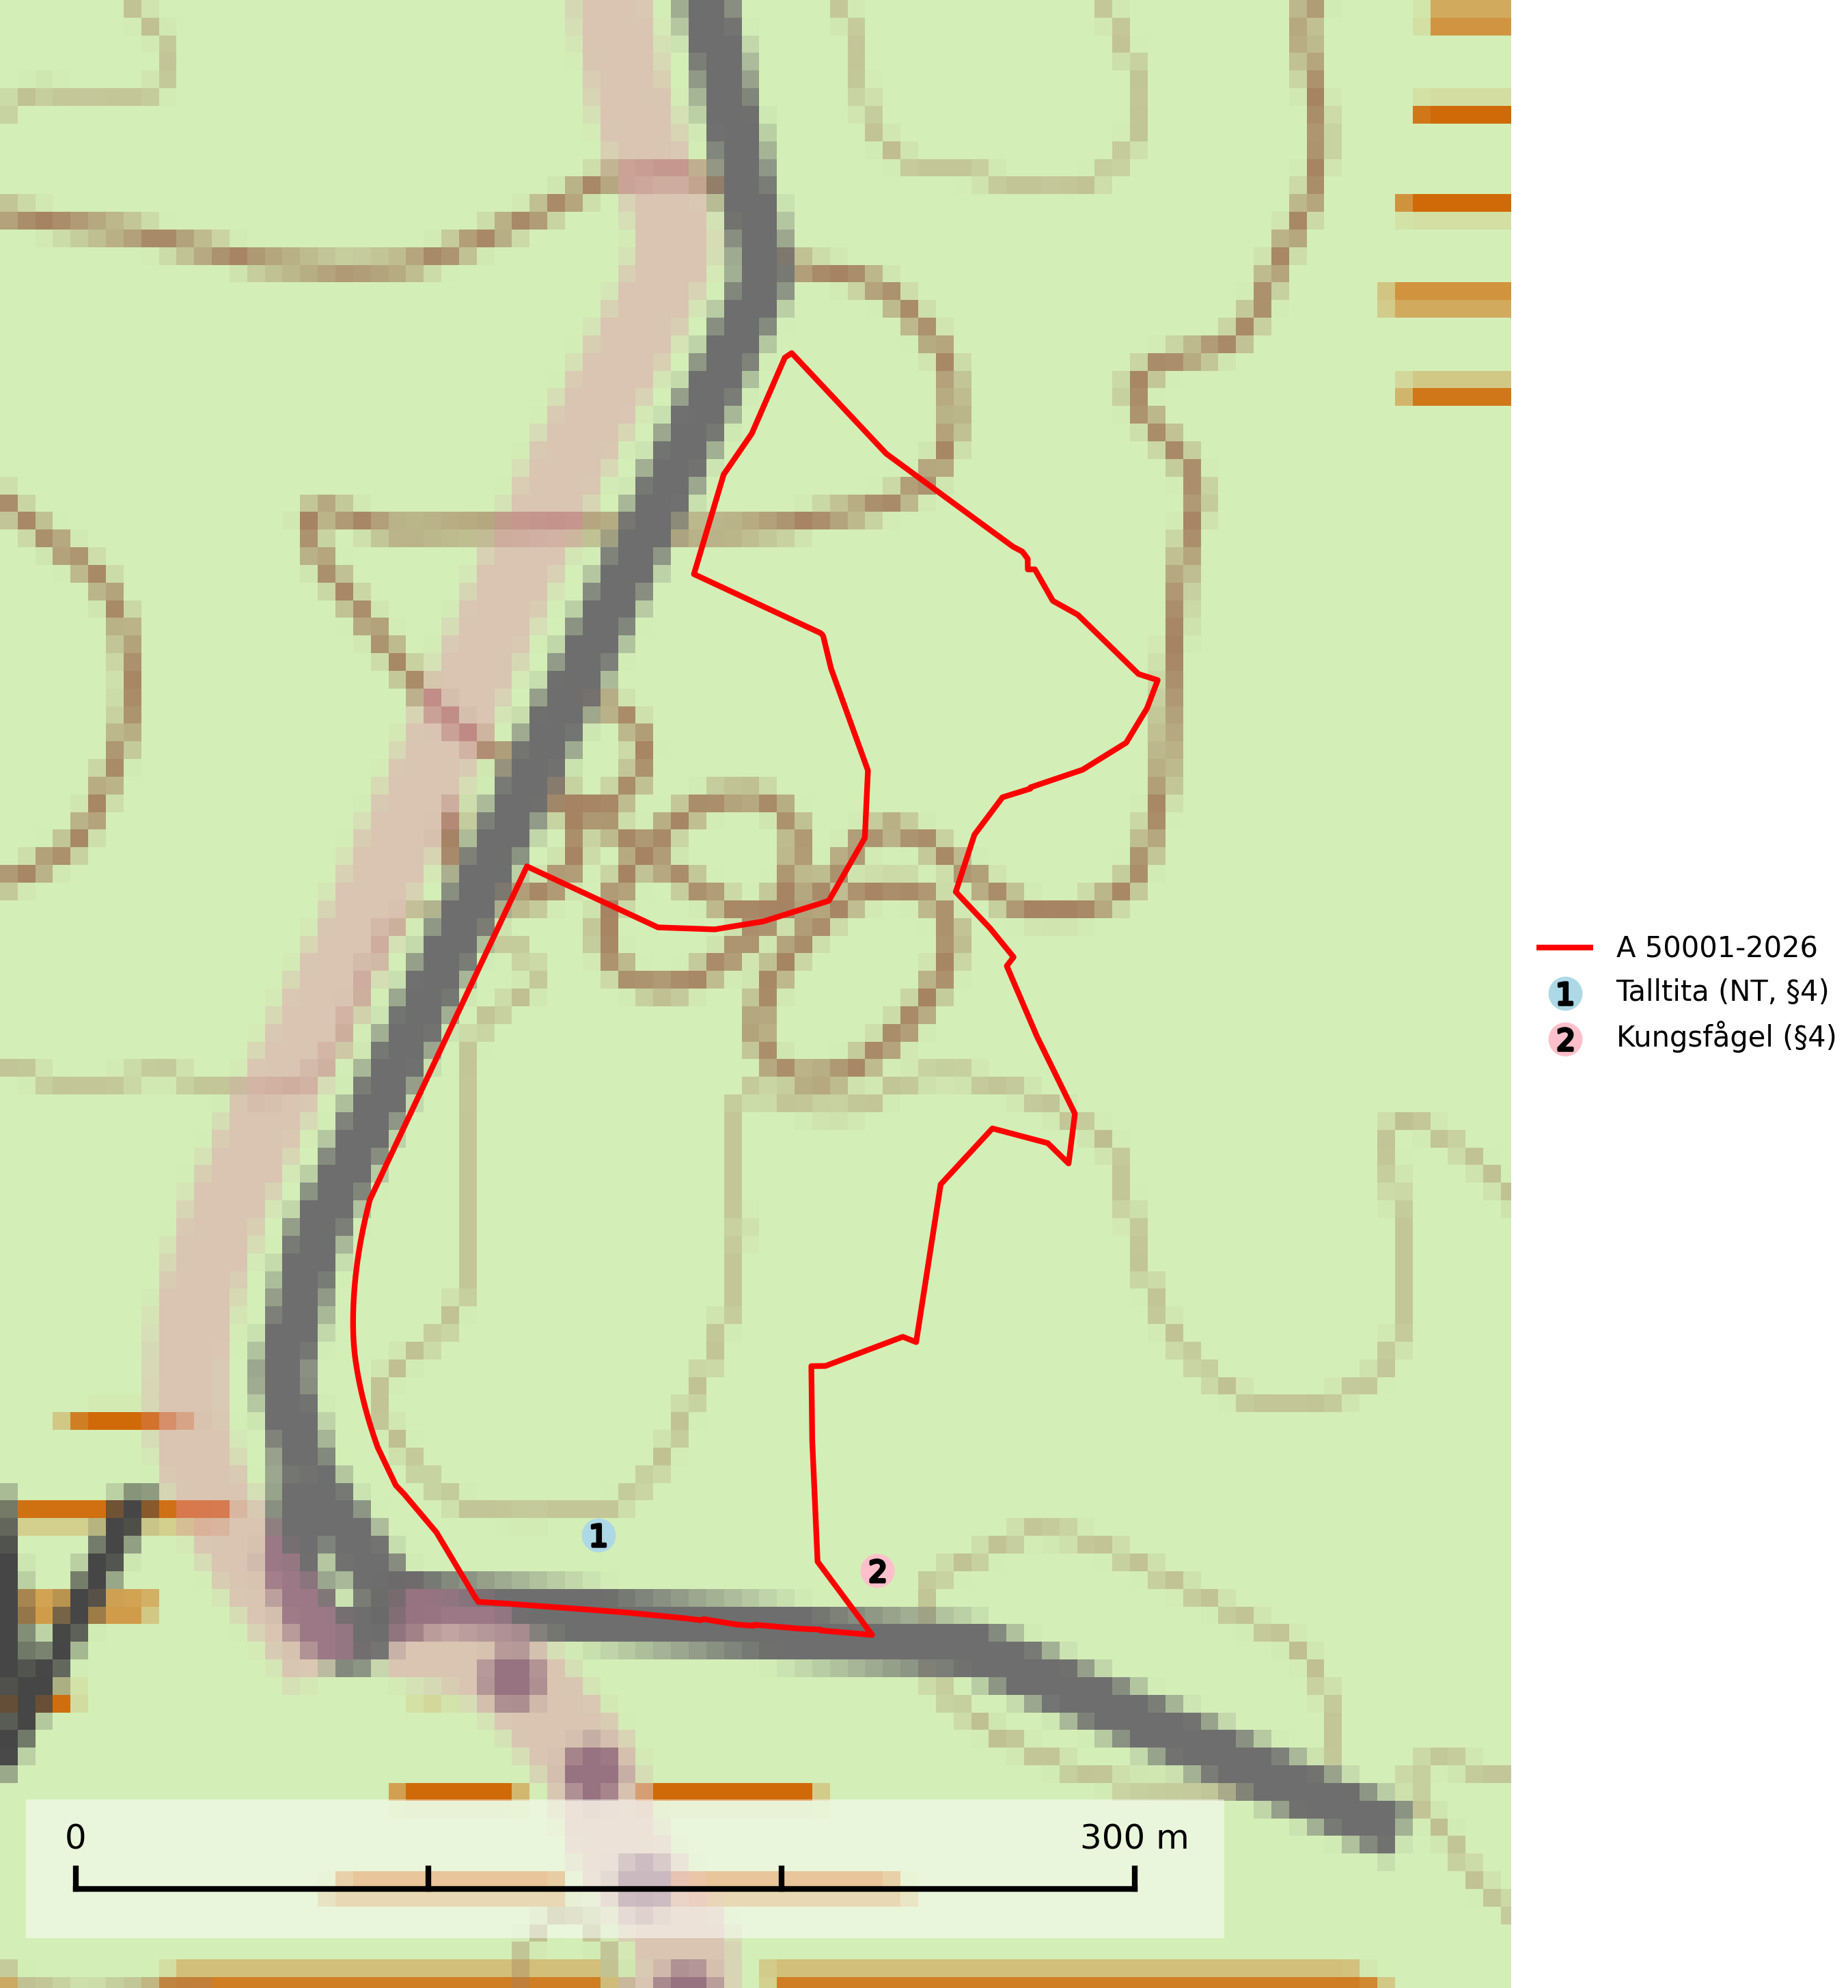 A 50001-2026
1 Talltita (NT, §4)
2 Kungsfågel (§4)
1
2
0 300 m